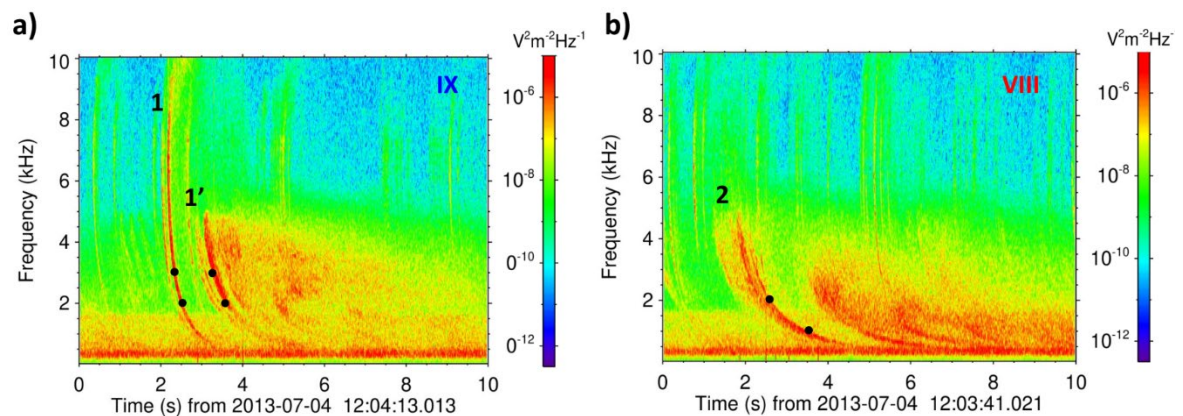 a)
V²m⁻²Hz⁻¹
10
8
6
4
2
Frequency (kHz)
1
1'
IX
10⁻⁶
10⁻⁸
0⁻¹⁰
0⁻¹²
0 2 4 6 8 10
Time (s) from 2013-07-04 12:04:13.013
b)
V²m⁻²Hz⁻
10
8
6
4
2
Frequency (kHz)
2
VIII
10⁻⁶
10⁻⁸
10⁻¹⁰
10⁻¹²
0 2 4 6 8 10
Time (s) from 2013-07-04 12:03:41.021